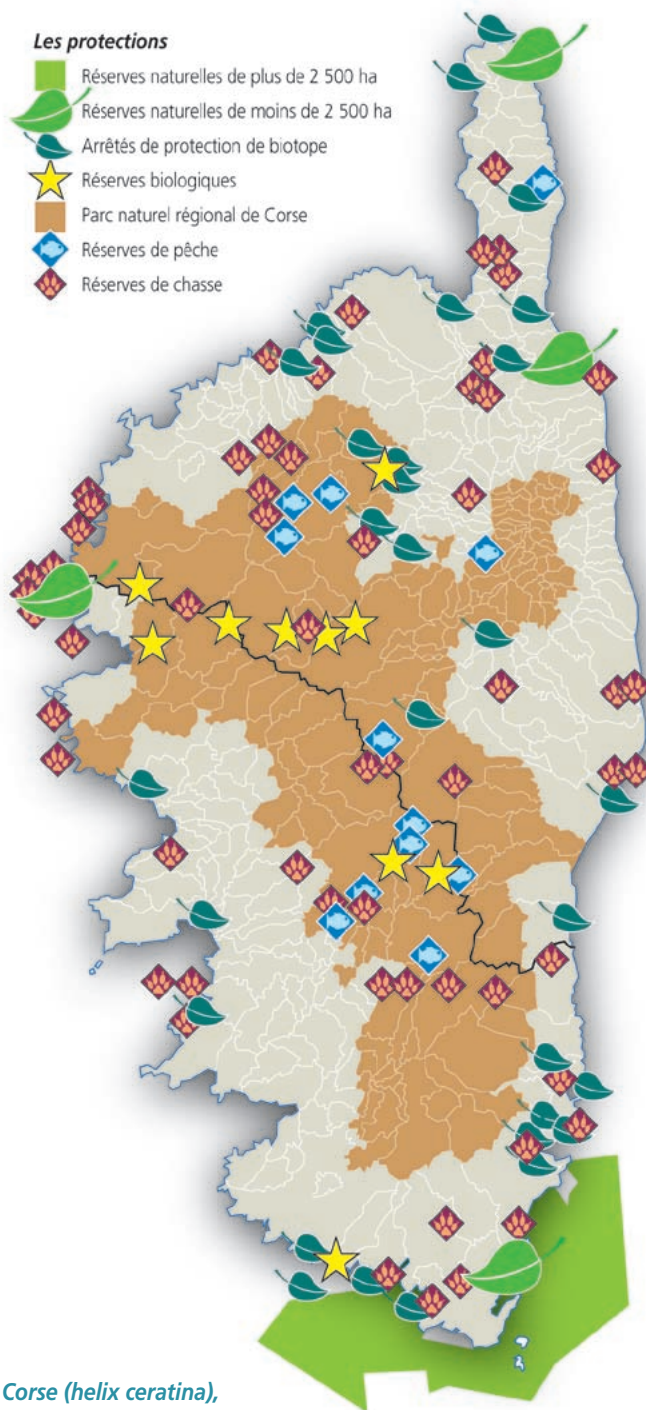 Les protections
Réserves naturelles de plus de 2 500 ha
Réserves naturelles de moins de 2 500 ha
Arrêtés de protection de biotope
Réserves biologiques
Parc naturel régional de Corse
Réserves de pêche
Réserves de chasse
Corse (helix ceratina),